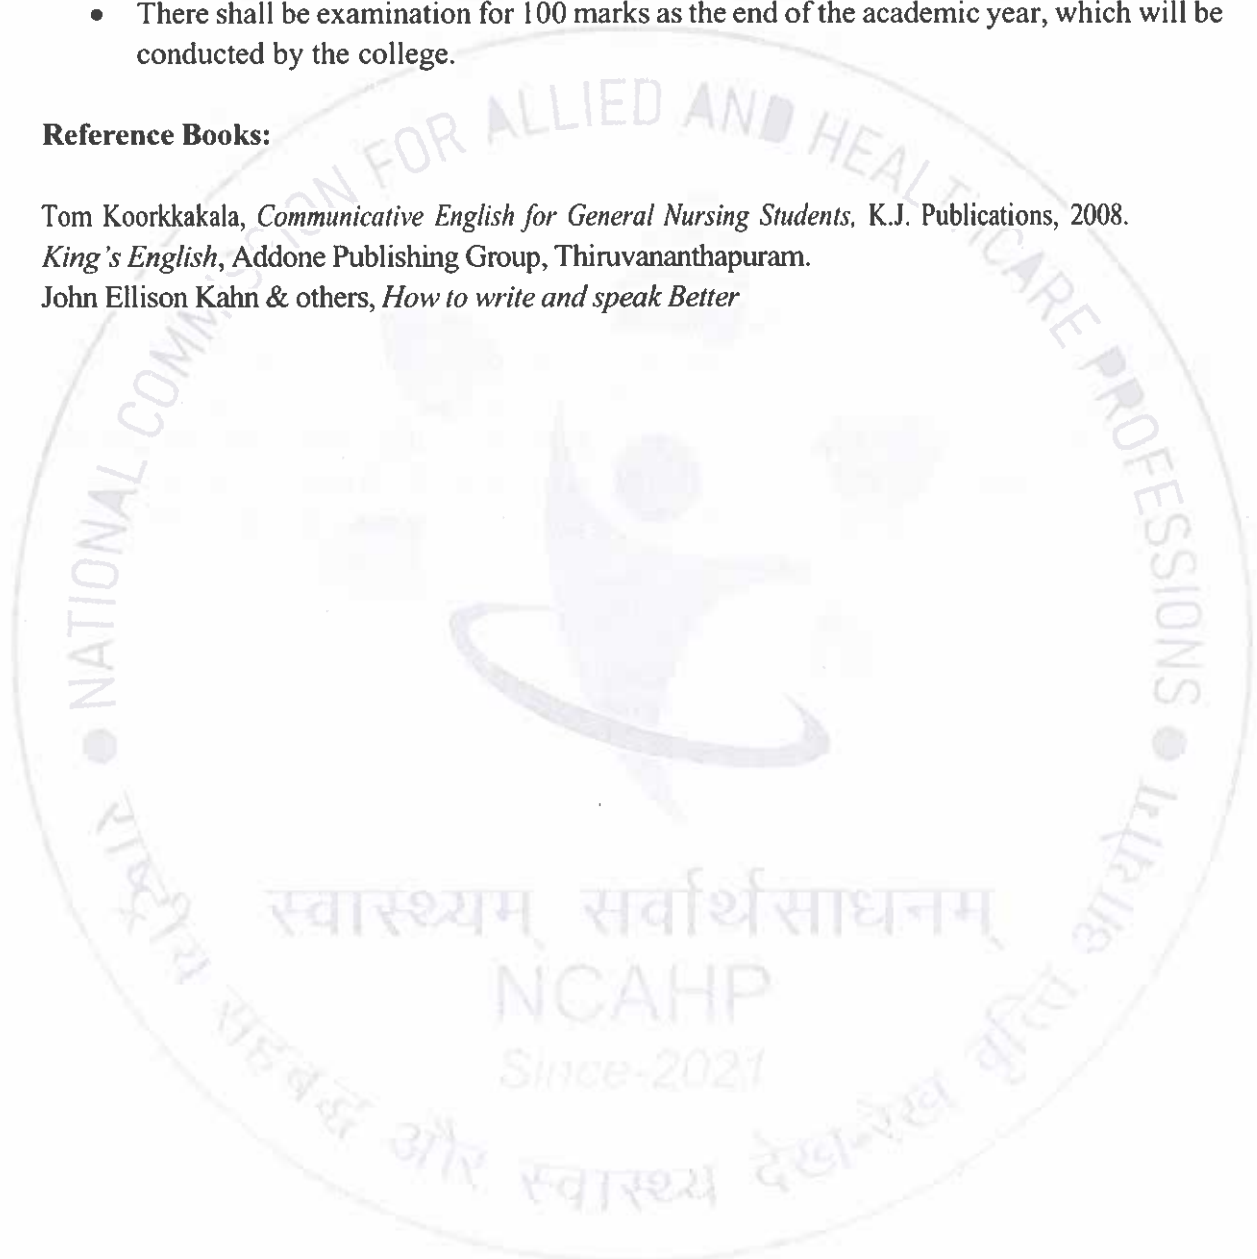 • There shall be examination for 100 marks as the end of the academic year, which will be
conducted by the college.
Reference Books:
Tom Koorkkakala, Communicative English for General Nursing Students, K.J. Publications, 2008.
King's English, Addone Publishing Group, Thiruvananthapuram.
John Ellison Kahn & others, How to write and speak Better
NATIONAL COMMISSION FOR ALLIED AND HEALTHCARE PROFESSIONS
स्वास्थ्यम् सर्वार्थसाधनम्
NCAHP
Since-2021
राष्ट्रीय सहबद्ध और स्वास्थ्य देख-रेख वृत्ति आयोग